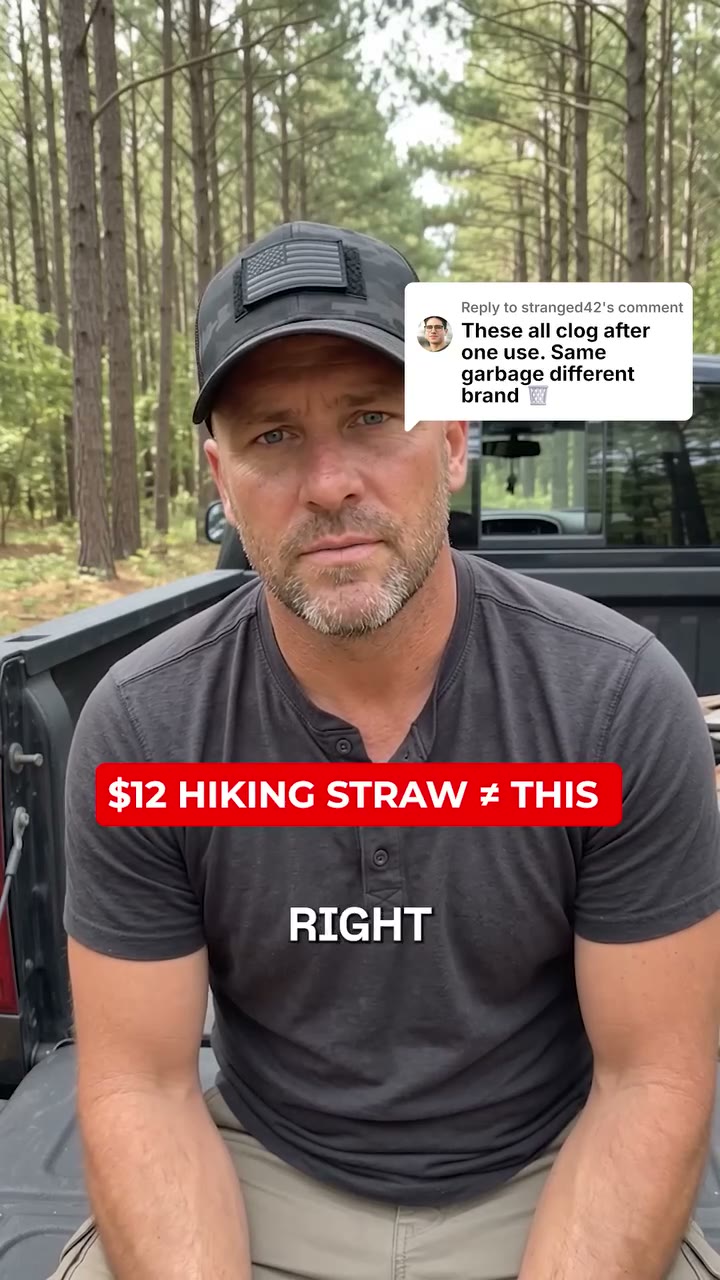 Reply to stranged42's comment
These all clog after
one use. Same
garbage different
brand 🗑️
$12 HIKING STRAW ≠ THIS
RIGHT